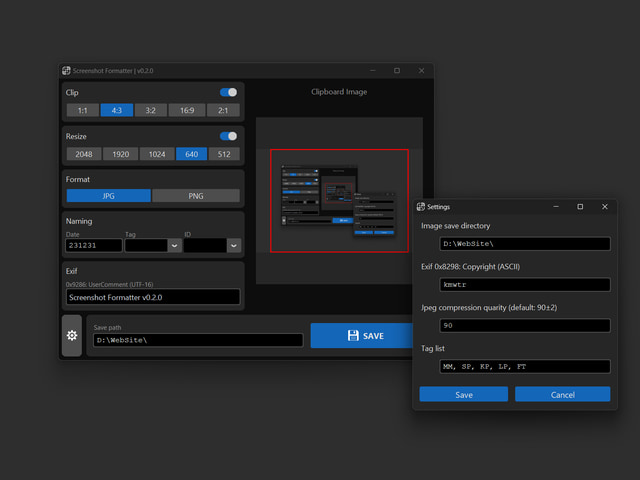 Screenshot Formatter | v0.2.0
Clip
1:1 4:3 3:2 16:9 2:1
Resize
2048 1920 1024 640 512
Format
JPG PNG
Naming
Date Tag ID
231231
Exif
0x9286: UserComment (UTF-16)
Screenshot Formatter v0.2.0
Save path
D:\WebSite\
SAVE
Clipboard Image
Settings
Image save directory
D:\WebSite\
Exif 0x8298: Copyright (ASCII)
kmwtr
Jpeg compression quarity (default: 90±2)
90
Tag list
MM, SP, KP, LP, FT
Save Cancel